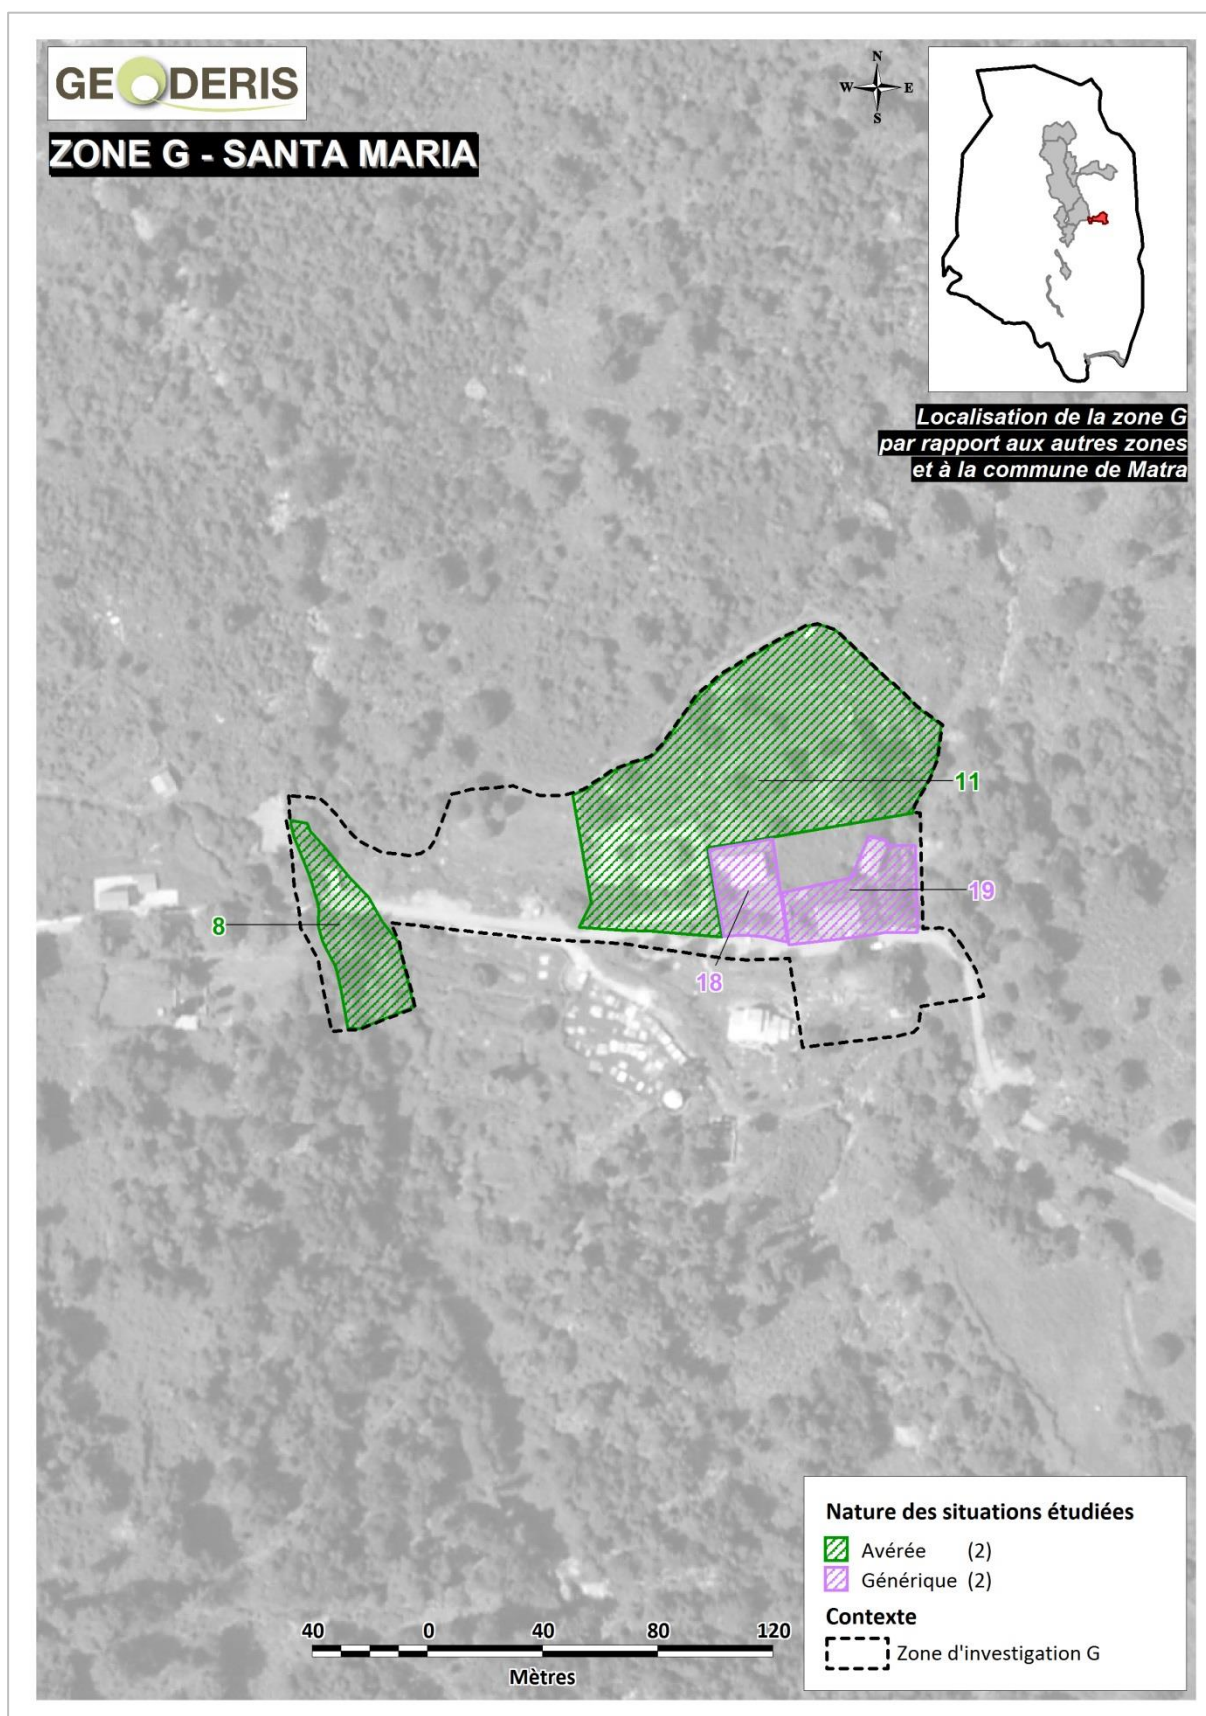 GEODERIS
ZONE G - SANTA MARIA
N
W E
S
Localisation de la zone G
par rapport aux autres zones
et à la commune de Matra
11
8
19
18
Nature des situations étudiées
Avérée (2)
Générique (2)
Contexte
Zone d'investigation G
40 0 40 80 120
Mètres